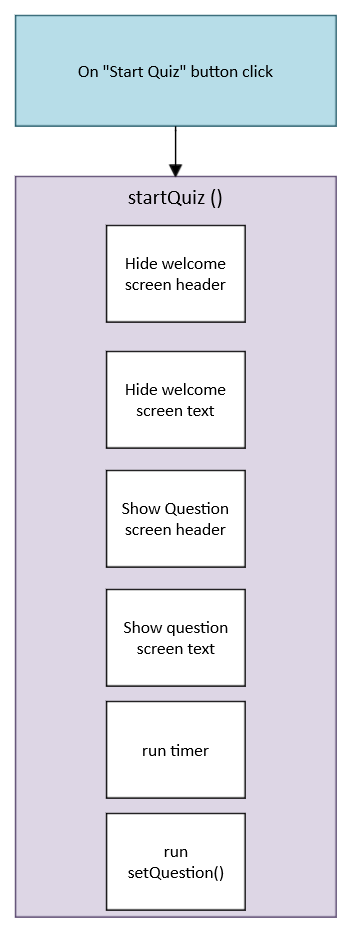 On "Start Quiz" button click
startQuiz ()
Hide welcome
screen header
Hide welcome
screen text
Show Question
screen header
Show question
screen text
run timer
run
setQuestion()